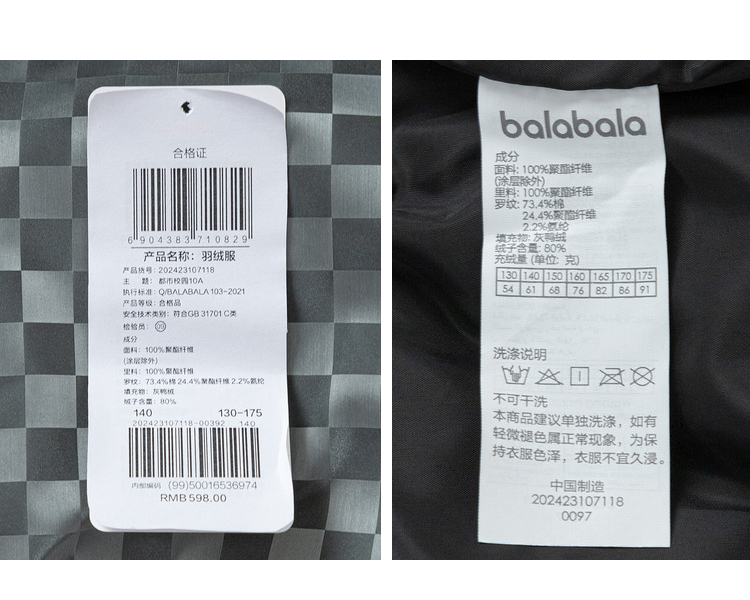 合格证
6 904383 710829
产品名称：羽绒服
产品货号：202423107118
主 题：都市校园10A
执行标准：Q/BALABALA 103-2021
产品等级：合格品
安全技术类别：符合GB 31701 C类
检验员：09
成分
面料：100%聚酯纤维
(涂层除外)
里料：100%聚酯纤维
罗纹：73.4%棉 24.4%聚酯纤维 2.2%氨纶
填充物：灰鸭绒
绒子含量：80%
140 130-175
202423107118-00392 140
内部编码 (99)50016536974
RMB 598.00
balabala
成分
面料: 100%聚酯纤维
(涂层除外)
里料: 100%聚酯纤维
罗纹: 73.4%棉
24.4%聚酯纤维
2.2%氨纶
填充物: 灰鸭绒
绒子含量: 80%
充绒量 (单位: 克)
130 140 150 160 165 170 175
54 61 68 76 82 86 91
洗涤说明
不可干洗
本商品建议单独洗涤，如有
轻微褪色属正常现象，为保
持衣服色泽，衣服不宜久浸。
中国制造
202423107118
0097